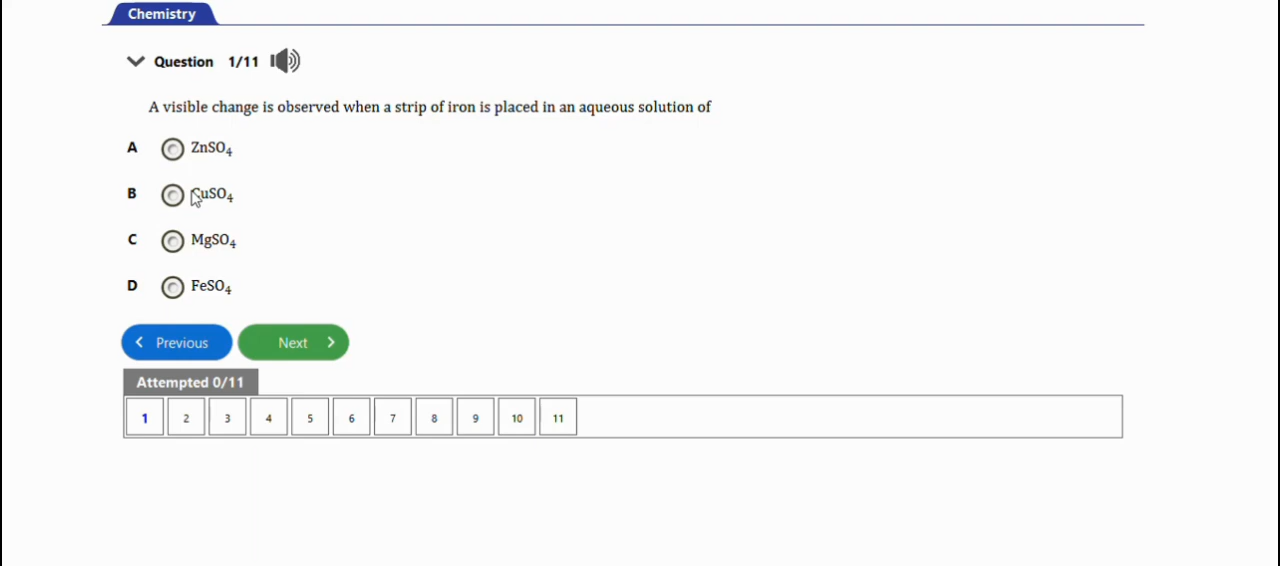 Chemistry
Question 1/11
A visible change is observed when a strip of iron is placed in an aqueous solution of
A ZnSO₄
B CuSO₄
C MgSO₄
D FeSO₄
Previous Next
Attempted 0/11
1 2 3 4 5 6 7 8 9 10 11